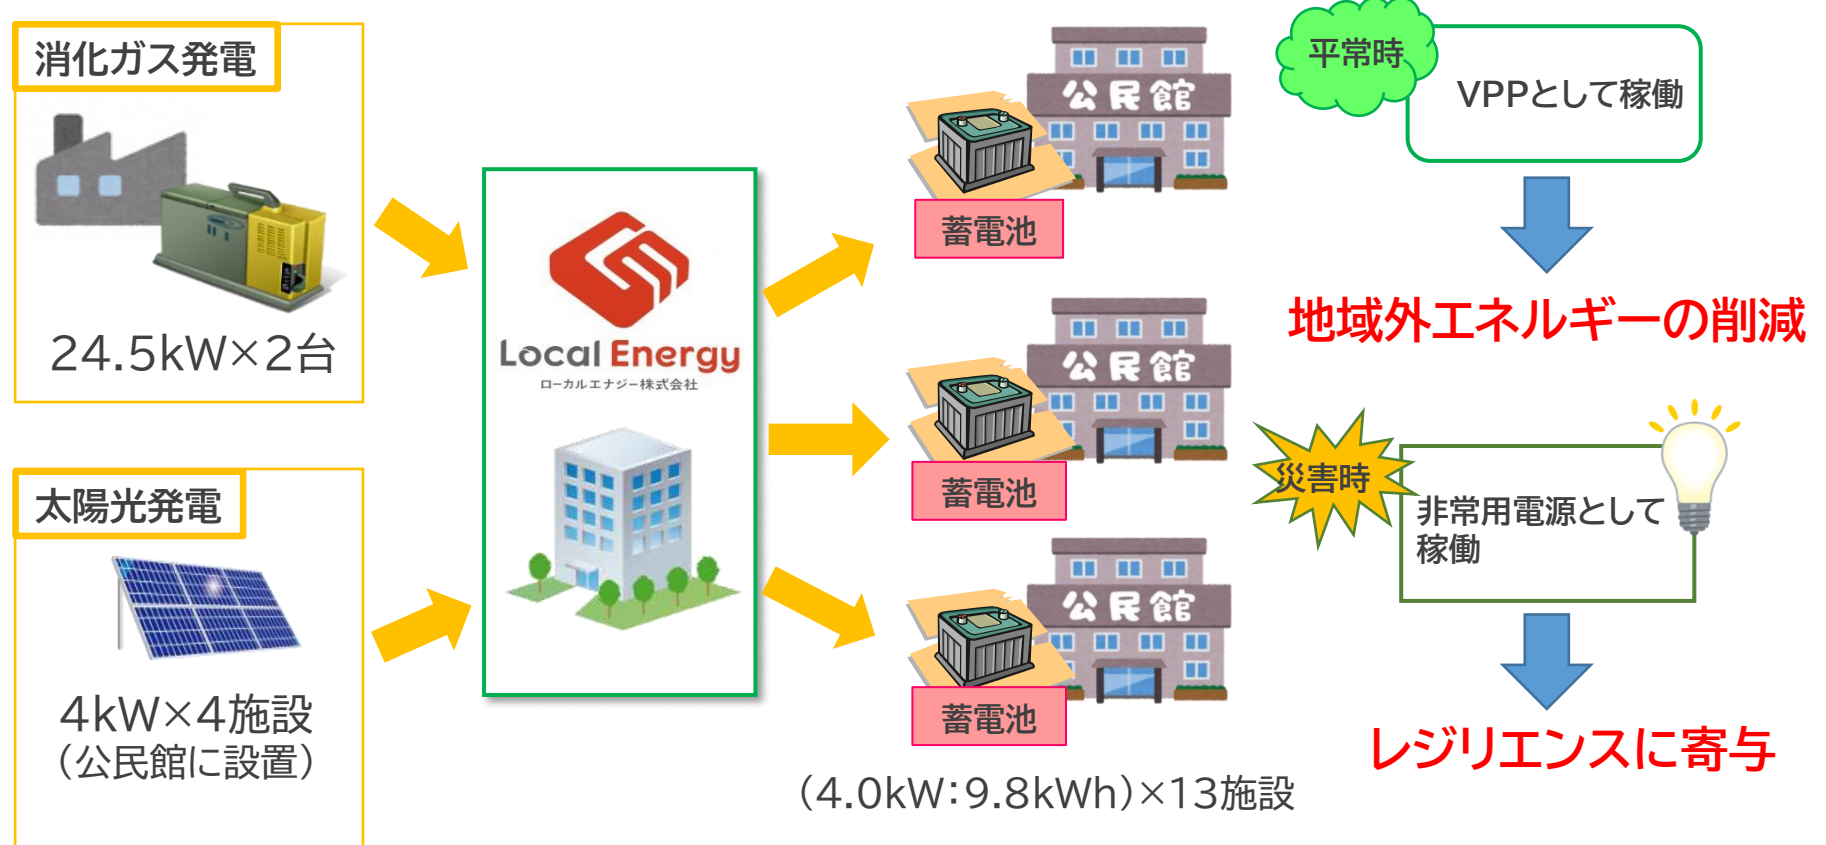 消化ガス発電
24.5kW×2台
太陽光発電
4kW×4施設
（公民館に設置）
Local Energy
ローカルエナジー株式会社
公民館
蓄電池
公民館
蓄電池
公民館
蓄電池
（4.0kW：9.8kWh）×13施設
平常時
VPPとして稼働
地域外エネルギーの削減
災害時
非常用電源として
稼働
レジリエンスに寄与